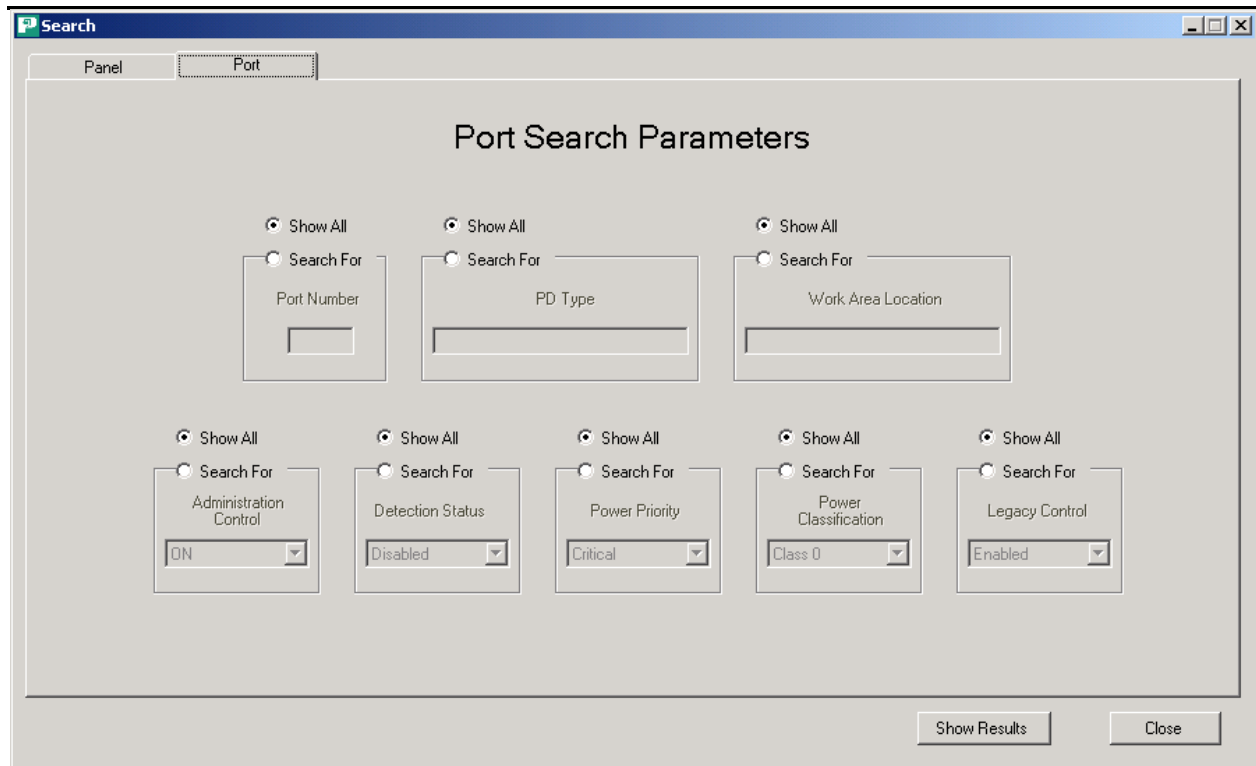 Search
Panel Port
Port Search Parameters
Show All Show All Show All
Search For Search For Search For
Port Number PD Type Work Area Location
Show All Show All Show All Show All Show All
Search For Search For Search For Search For Search For
Administration
Control
Detection Status
Power Priority
Power
Classification
Legacy Control
ON Disabled Critical Class 0 Enabled
Show Results Close